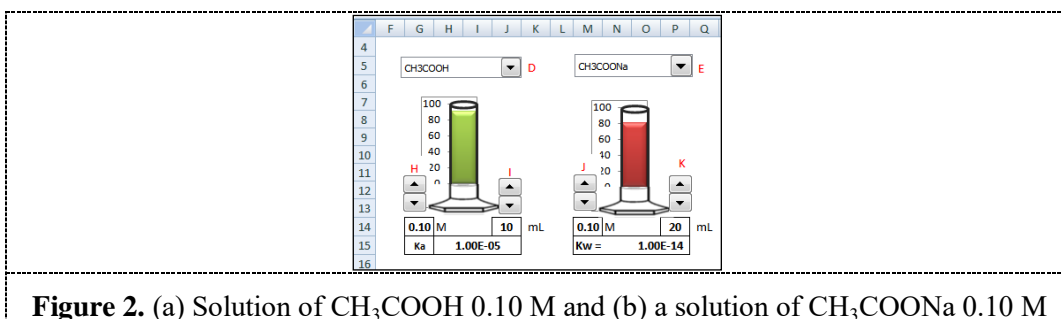 F G H I J K L M N O P Q
4
5 CH3COOH D CH3COONa E
6
7 100 100
8 80 80
9 60 60
10 40 40
11 H 20 I J 20 K
12 0 0
13
14 0.10 M 10 mL 0.10 M 20 mL
15 Ka 1.00E-05 Kw = 1.00E-14
16
Figure 2. (a) Solution of CH₃COOH 0.10 M and (b) a solution of CH₃COONa 0.10 M